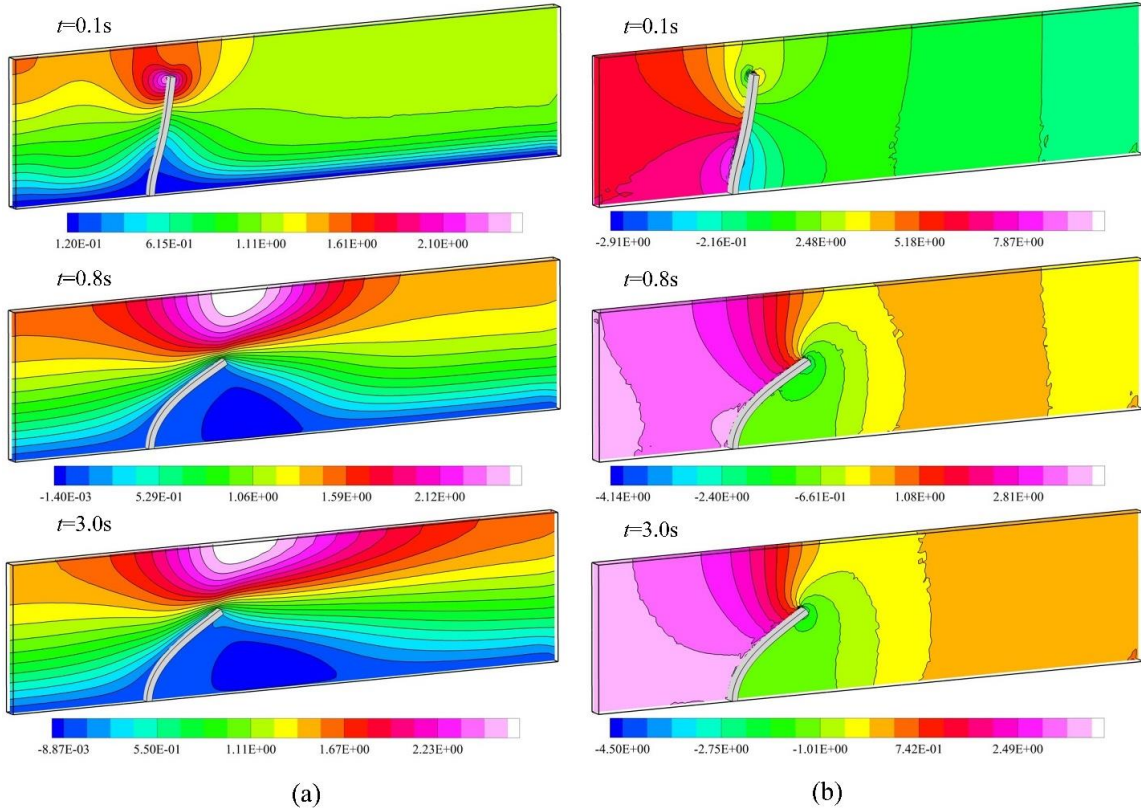 t=0.1s
1.20E-01 6.15E-01 1.11E+00 1.61E+00 2.10E+00
t=0.8s
-1.40E-03 5.29E-01 1.06E+00 1.59E+00 2.12E+00
t=3.0s
-8.87E-03 5.50E-01 1.11E+00 1.67E+00 2.23E+00
(a)
t=0.1s
-2.91E+00 -2.16E-01 2.48E+00 5.18E+00 7.87E+00
t=0.8s
-4.14E+00 -2.40E+00 -6.61E-01 1.08E+00 2.81E+00
t=3.0s
-4.50E+00 -2.75E+00 -1.01E+00 7.42E-01 2.49E+00
(b)